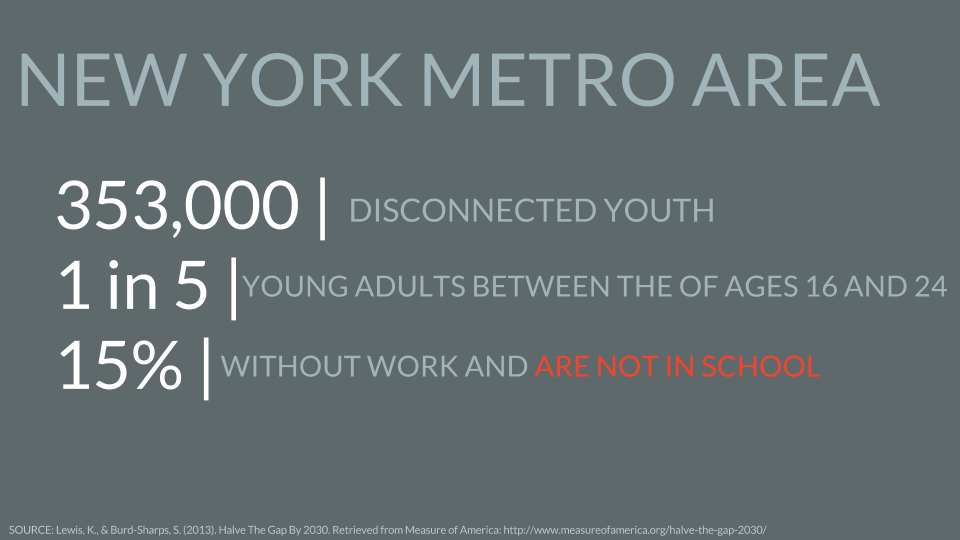 NEW YORK METRO AREA
353,000 | DISCONNECTED YOUTH
1 in 5 | YOUNG ADULTS BETWEEN THE OF AGES 16 AND 24
15% | WITHOUT WORK AND ARE NOT IN SCHOOL
SOURCE: Lewis, K., & Burd-Sharps, S. (2013). Halve The Gap By 2030. Retrieved from Measure of America: http://www.measureofamerica.org/halve-the-gap-2030/